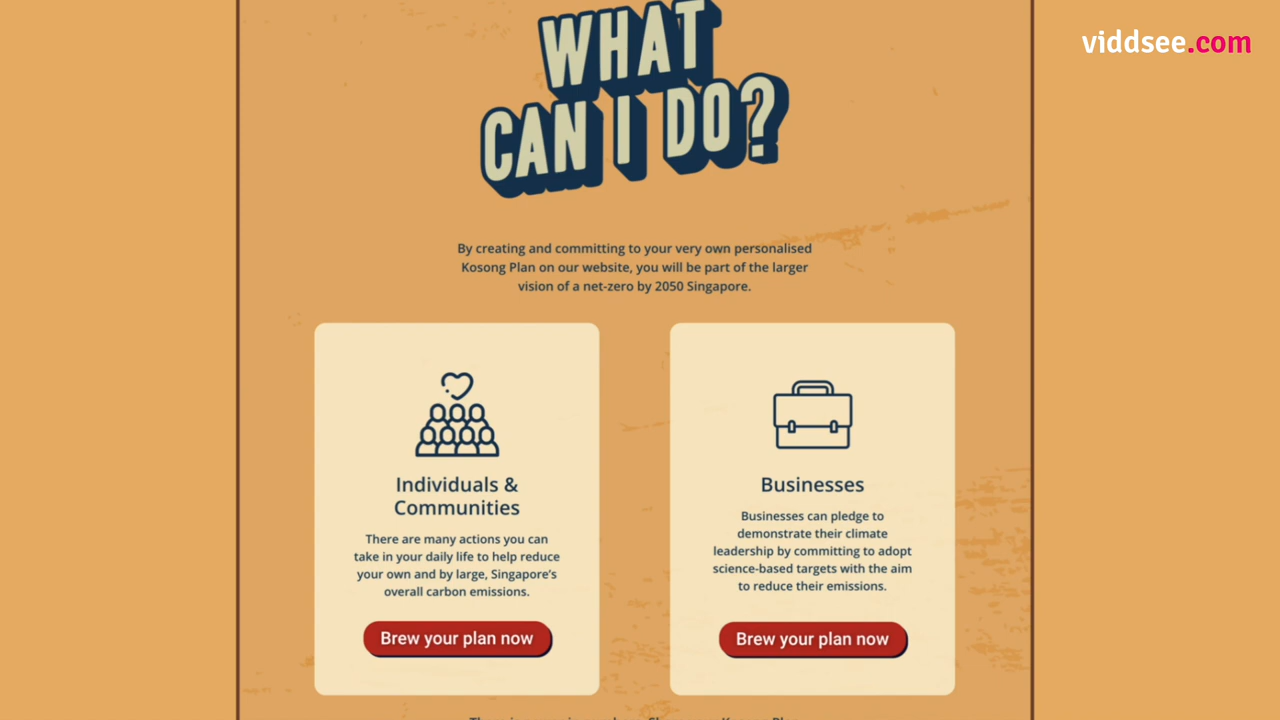 viddsee.com
WHAT
CAN I DO?
By creating and committing to your very own personalised
Kosong Plan on our website, you will be part of the larger
vision of a net-zero by 2050 Singapore.
Individuals &
Communities
There are many actions you can
take in your daily life to help reduce
your own and by large, Singapore's
overall carbon emissions.
Brew your plan now
Businesses
Businesses can pledge to
demonstrate their climate
leadership by committing to adopt
science-based targets with the aim
to reduce their emissions.
Brew your plan now